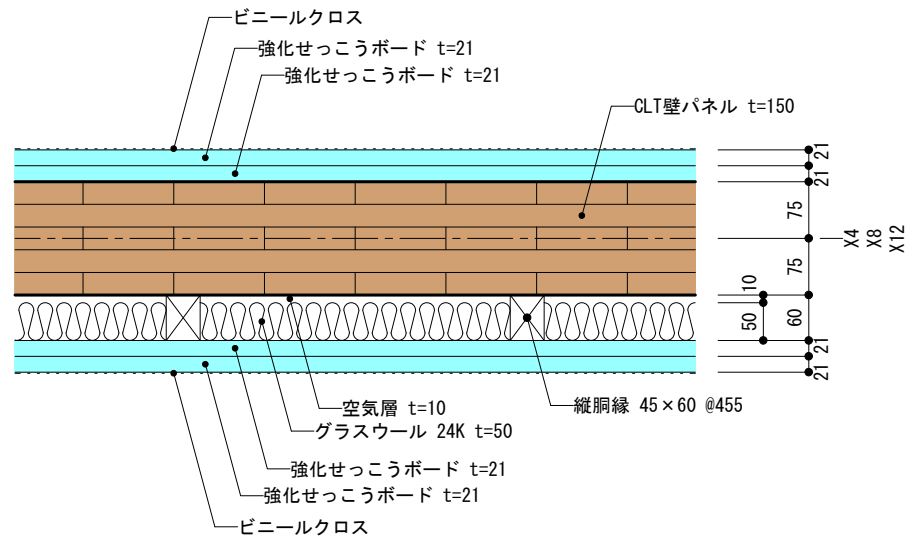 ビニールクロス
強化せっこうボード t=21
強化せっこうボード t=21
CLT壁パネル t=150
21
21
75
X4
X8
X12
75
10
50
60
21
21
空気層 t=10
縦胴縁 45×60 @455
グラスウール 24K t=50
強化せっこうボード t=21
強化せっこうボード t=21
ビニールクロス